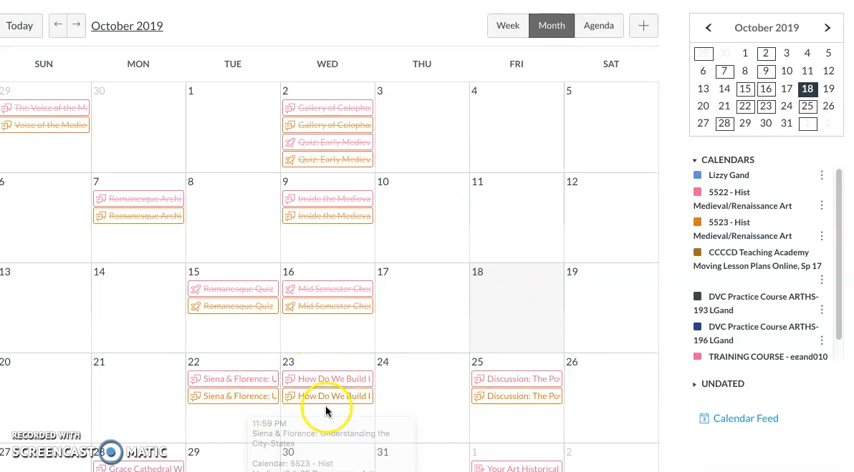 Today ← → October 2019 Week Month Agenda +
SUN MON TUE WED THU FRI SAT
29 30 1 2 3 4 5
The Voice of the M Gallery of Colopho
Voice of the Medie Gallery of Colopho
Quiz: Early Mediev
Quiz: Early Mediev
6 7 8 9 10 11 12
Romanesque Archi Inside the Medieva
Romanesque Archi Inside the Medieva
13 14 15 16 17 18 19
Romanesque Quiz Mid Semester Chec
Romanesque Quiz Mid Semester Chec
20 21 22 23 24 25 26
Siena & Florence: U How Do We Build I Discussion: The Po
Siena & Florence: U How Do We Build I Discussion: The Po
11:59 PM
Siena & Florence: Understanding the
City-States
Calendar: 5523 - Hist
27 28 29 30 31 1 2
Grace Cathedral W Your Art Historical
RECORDED WITH
SCREENCAST MATIC
October 2019
29 30 1 2 3 4 5
6 7 8 9 10 11 12
13 14 15 16 17 18 19
20 21 22 23 24 25 26
27 28 29 30 31 1 2
CALENDARS
Lizzy Gand
5522 - Hist
Medieval/Renaissance Art
5523 - Hist
Medieval/Renaissance Art
CCCCD Teaching Academy
Moving Lesson Plans Online, Sp 17
DVC Practice Course ARTHS-
193 LGand
DVC Practice Course ARTHS-
196 LGand
TRAINING COURSE - egand010
UNDATED
Calendar Feed